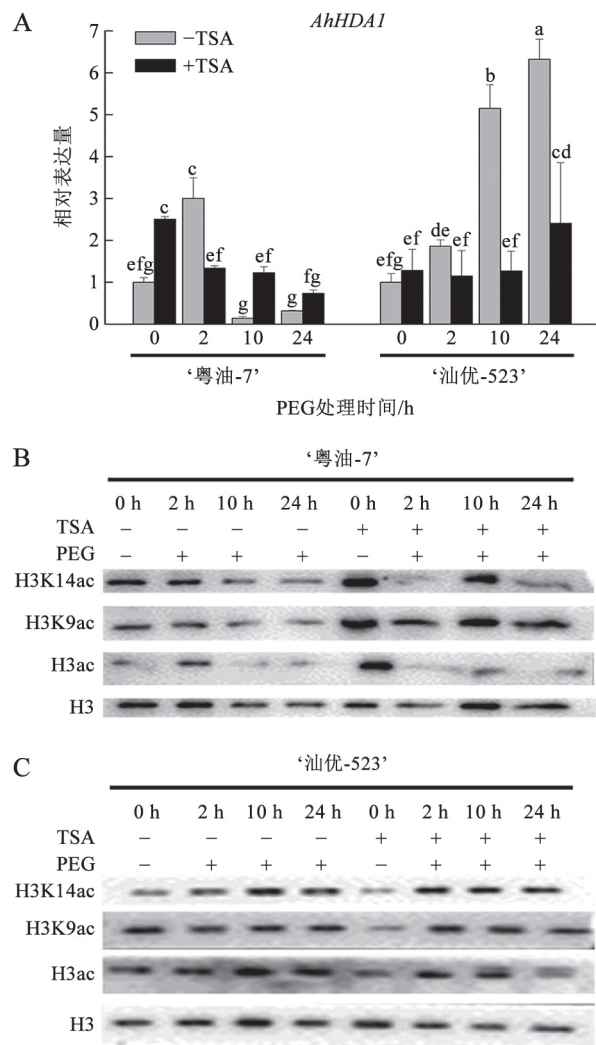 A
AhHDA1
−TSA
+TSA
相对表达量
7
6
5
4
3
2
1
0
efg c c ef g ef g fg efg ef de ef b ef a cd
0 2 10 24 0 2 10 24
‘粤油-7’ ‘汕优-523’
PEG处理时间/h
B
‘粤油-7’
0 h 2 h 10 h 24 h 0 h 2 h 10 h 24 h
TSA − − − − + + + +
PEG − + + + − + + +
H3K14ac
H3K9ac
H3ac
H3
C
‘汕优-523’
0 h 2 h 10 h 24 h 0 h 2 h 10 h 24 h
TSA − − − − + + + +
PEG − + + + − + + +
H3K14ac
H3K9ac
H3ac
H3